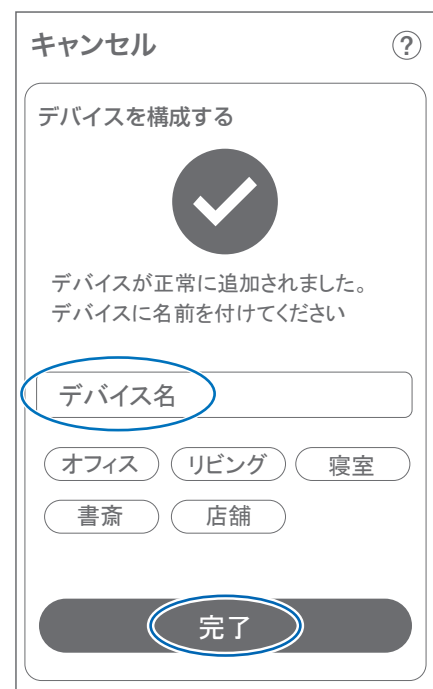 キャンセル ?
デバイスを構成する
デバイスが正常に追加されました。
デバイスに名前を付けてください
デバイス名
オフィス リビング 寝室
書斎 店舗
完了